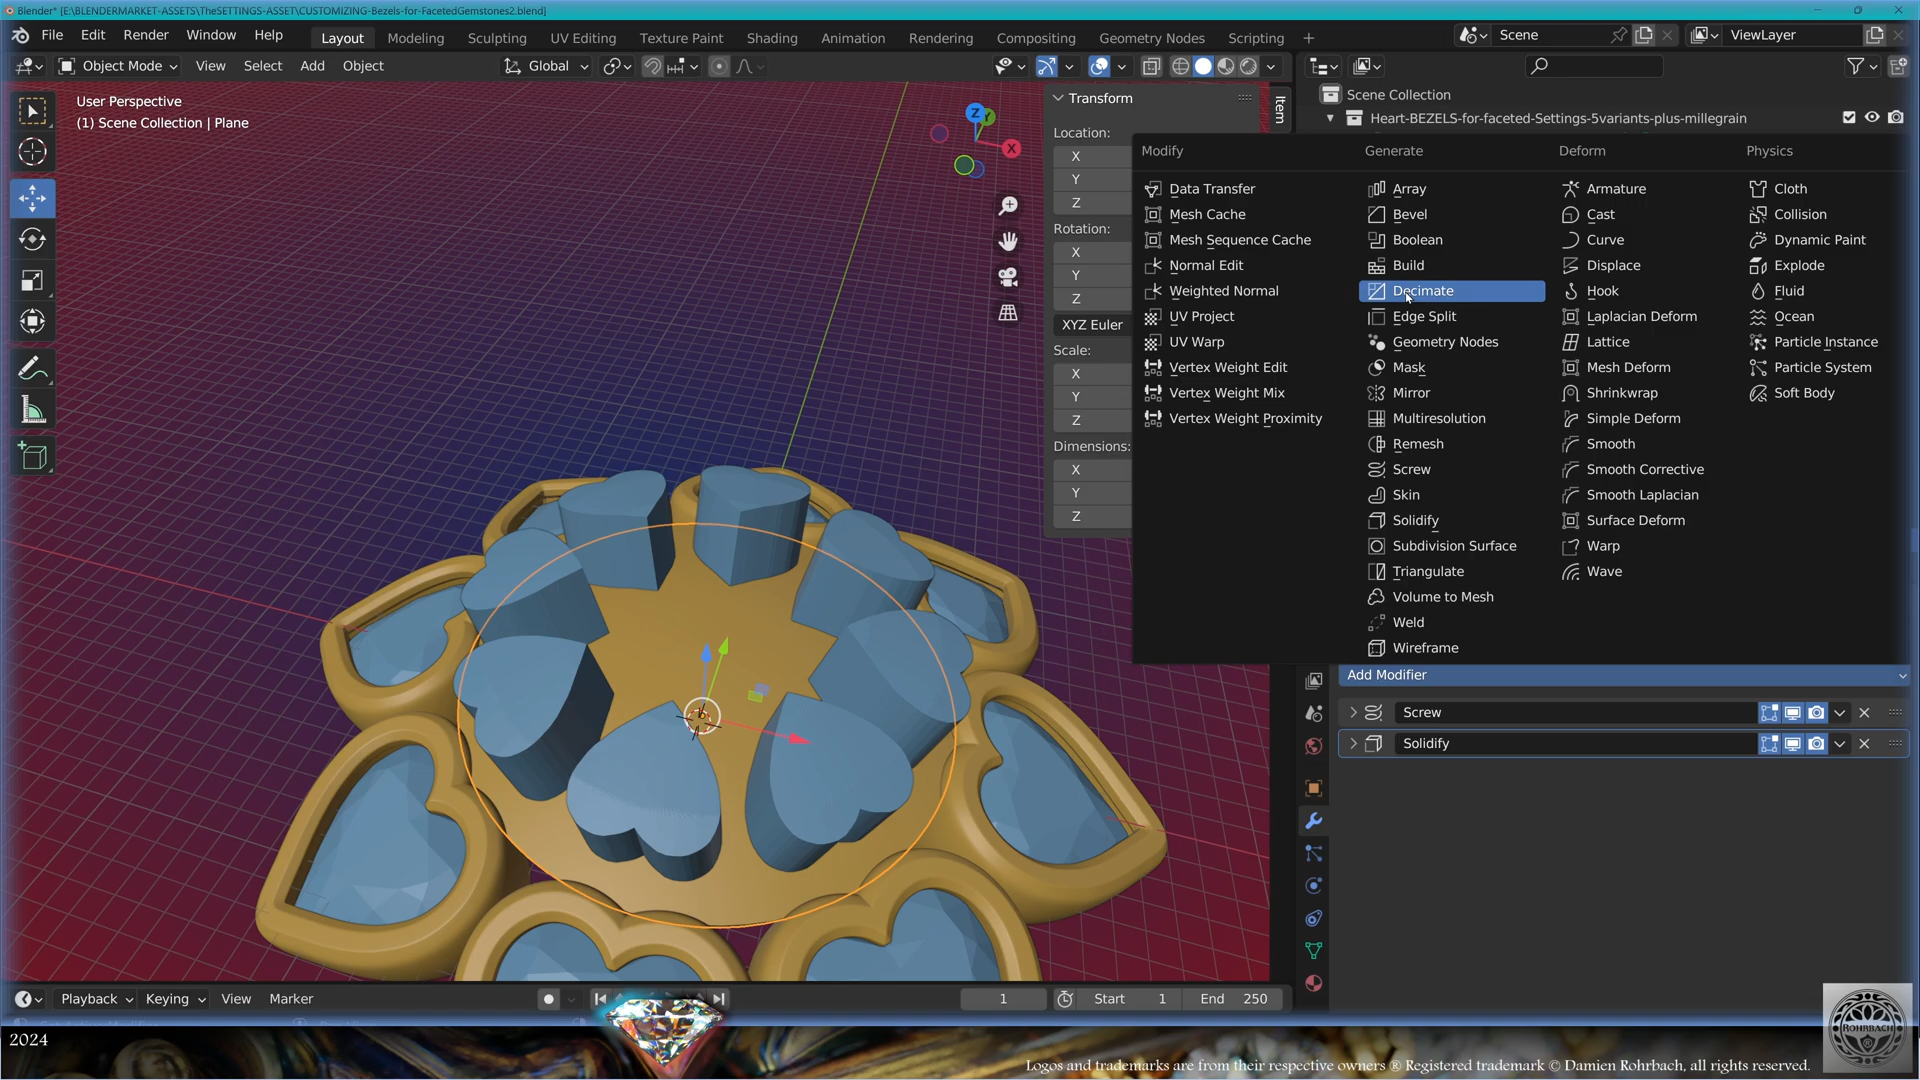 Blender* [E:\BLENDERMARKET-ASSETS\TheSETTINGS-ASSET\CUSTOMIZING-Bezels-for-FacetedGemstones2.blend]
File Edit Render Window Help
Layout Modeling Sculpting UV Editing Texture Paint Shading Animation Rendering Compositing Geometry Nodes Scripting +
Scene
ViewLayer
Object Mode View Select Add Object
Global
User Perspective
(1) Scene Collection | Plane
Z
Y
X
Transform
Item
Location:
X
Y
Z
Rotation:
X
Y
Z
XYZ Euler
Scale:
X
Y
Z
Dimensions:
X
Y
Z
Scene Collection
Heart-BEZELS-for-faceted-Settings-5variants-plus-millegrain
Modify
Data Transfer
Mesh Cache
Mesh Sequence Cache
Normal Edit
Weighted Normal
UV Project
UV Warp
Vertex Weight Edit
Vertex Weight Mix
Vertex Weight Proximity
Generate
Array
Bevel
Boolean
Build
Decimate
Edge Split
Geometry Nodes
Mask
Mirror
Multiresolution
Remesh
Screw
Skin
Solidify
Subdivision Surface
Triangulate
Volume to Mesh
Weld
Wireframe
Deform
Armature
Cast
Curve
Displace
Hook
Laplacian Deform
Lattice
Mesh Deform
Shrinkwrap
Simple Deform
Smooth
Smooth Corrective
Smooth Laplacian
Surface Deform
Warp
Wave
Physics
Cloth
Collision
Dynamic Paint
Explode
Fluid
Ocean
Particle Instance
Particle System
Soft Body
Add Modifier
Screw
Solidify
Playback Keying View Marker
1
Start 1
End 250
2024
ROHRBACH
®
Logos and trademarks are from their respective owners ® Registered trademark © Damien Rohrbach, all rights reserved.